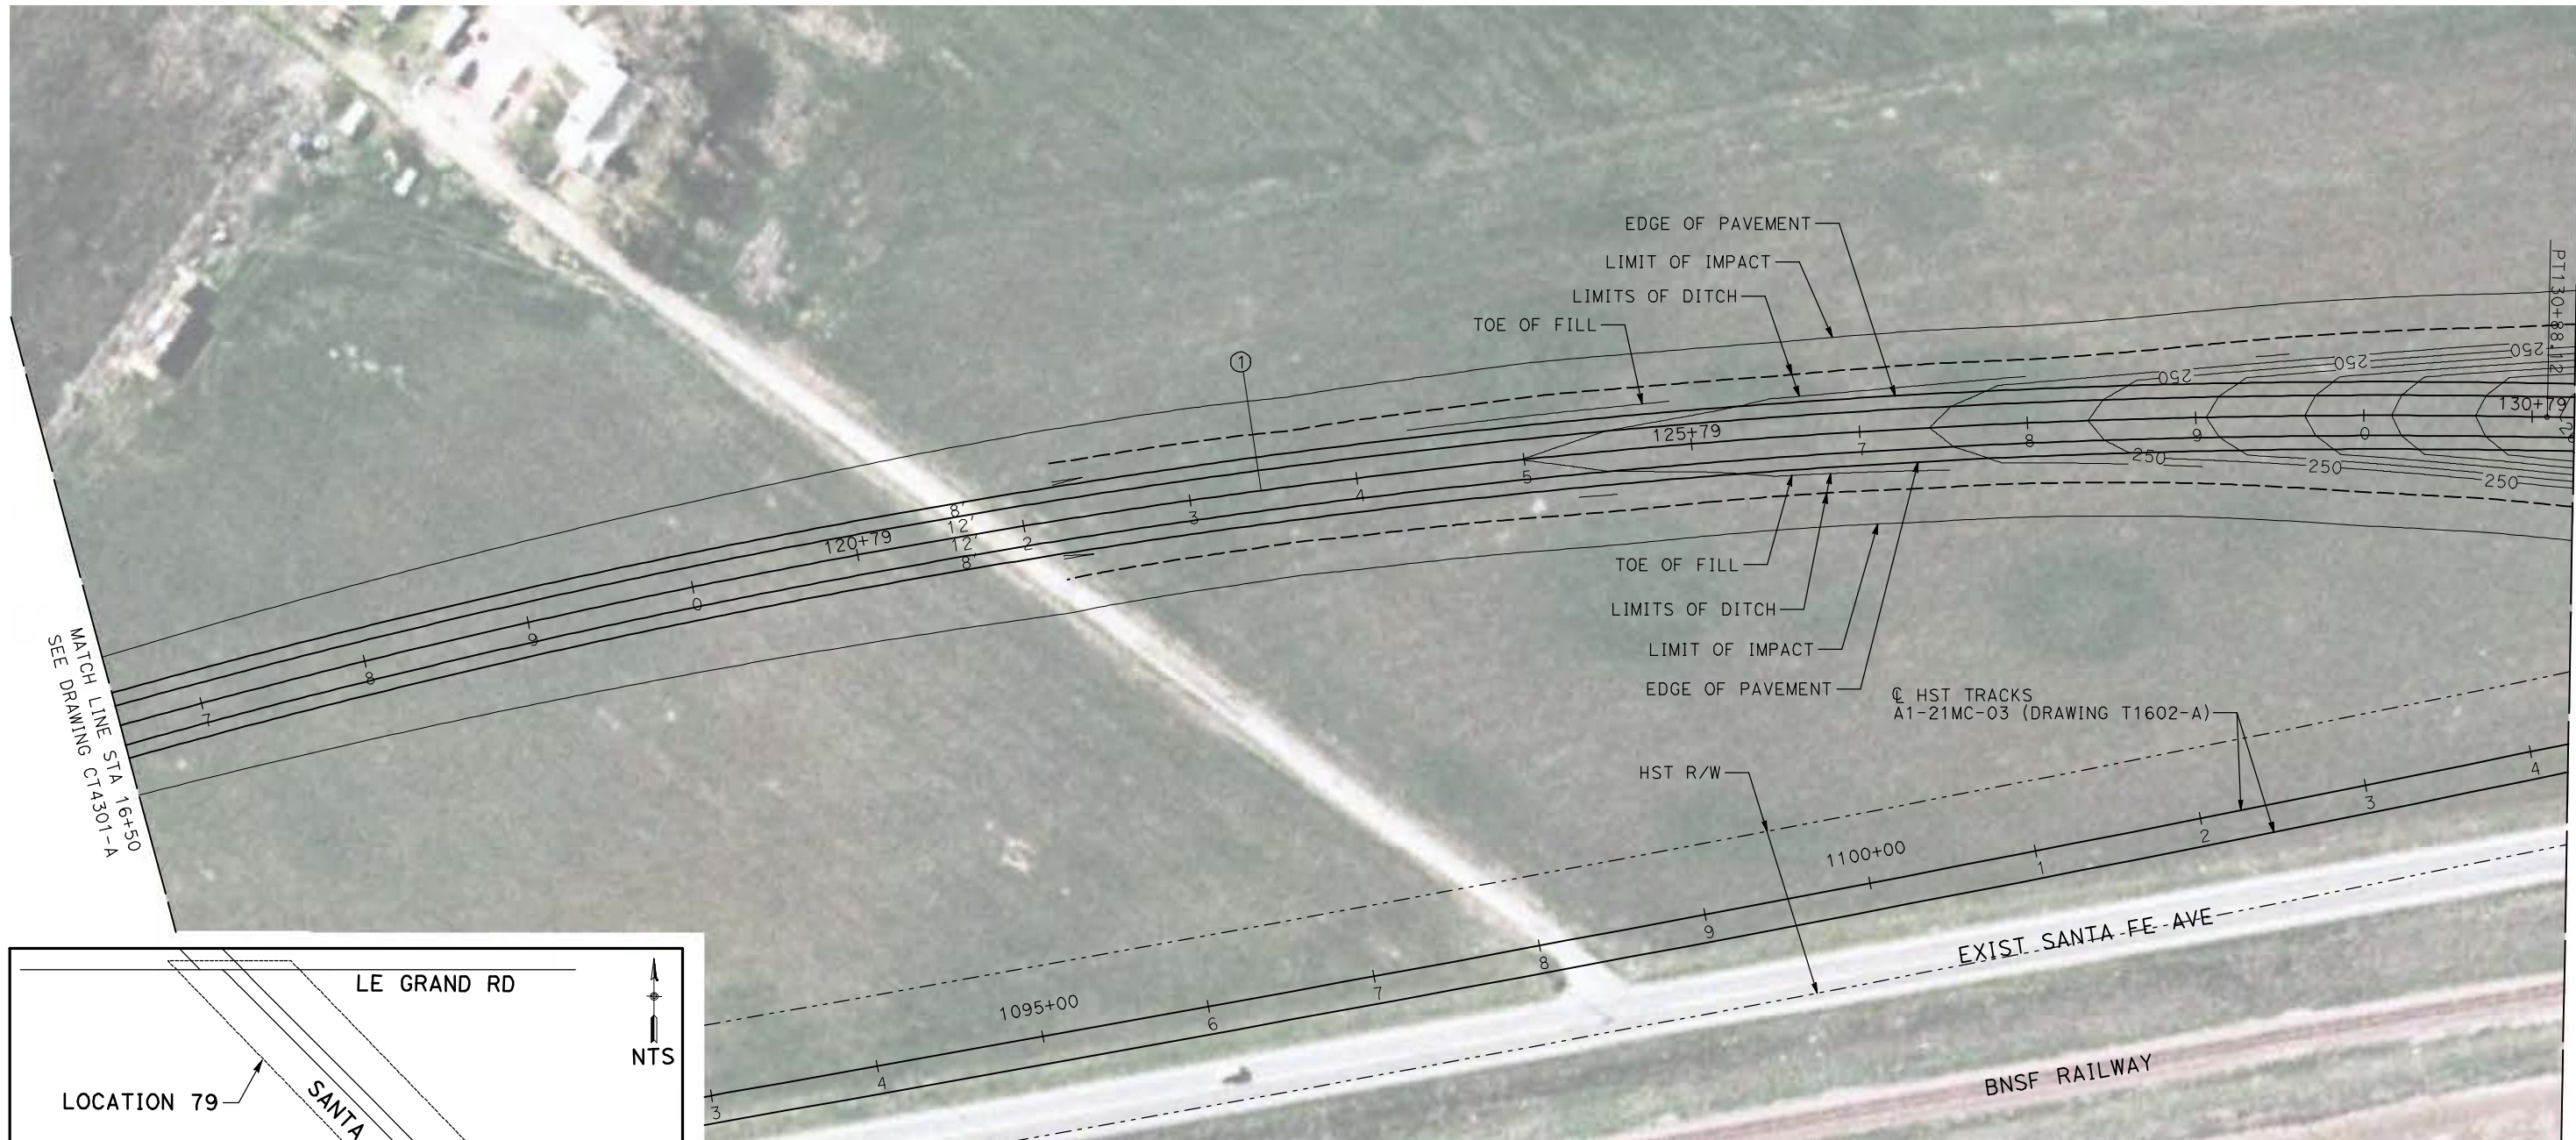 EDGE OF PAVEMENT
LIMIT OF IMPACT
LIMITS OF DITCH
TOE OF FILL
PT130+88.12
250
250
250
130+79
1
125+79
7
8
9
0
250
250
250
5
4
3
8'
12'
12'
8'
2
120+79
0
9
8
7
TOE OF FILL
LIMITS OF DITCH
LIMIT OF IMPACT
EDGE OF PAVEMENT
MATCH LINE STA 16+50
SEE DRAWING CT4301-A
℄ HST TRACKS
A1-21MC-03 (DRAWING T1602-A)
HST R/W
4
3
2
1
1100+00
9
8
7
6
1095+00
4
3
EXIST SANTA FE AVE
BNSF RAILWAY
LE GRAND RD
NTS
LOCATION 79
SANTA